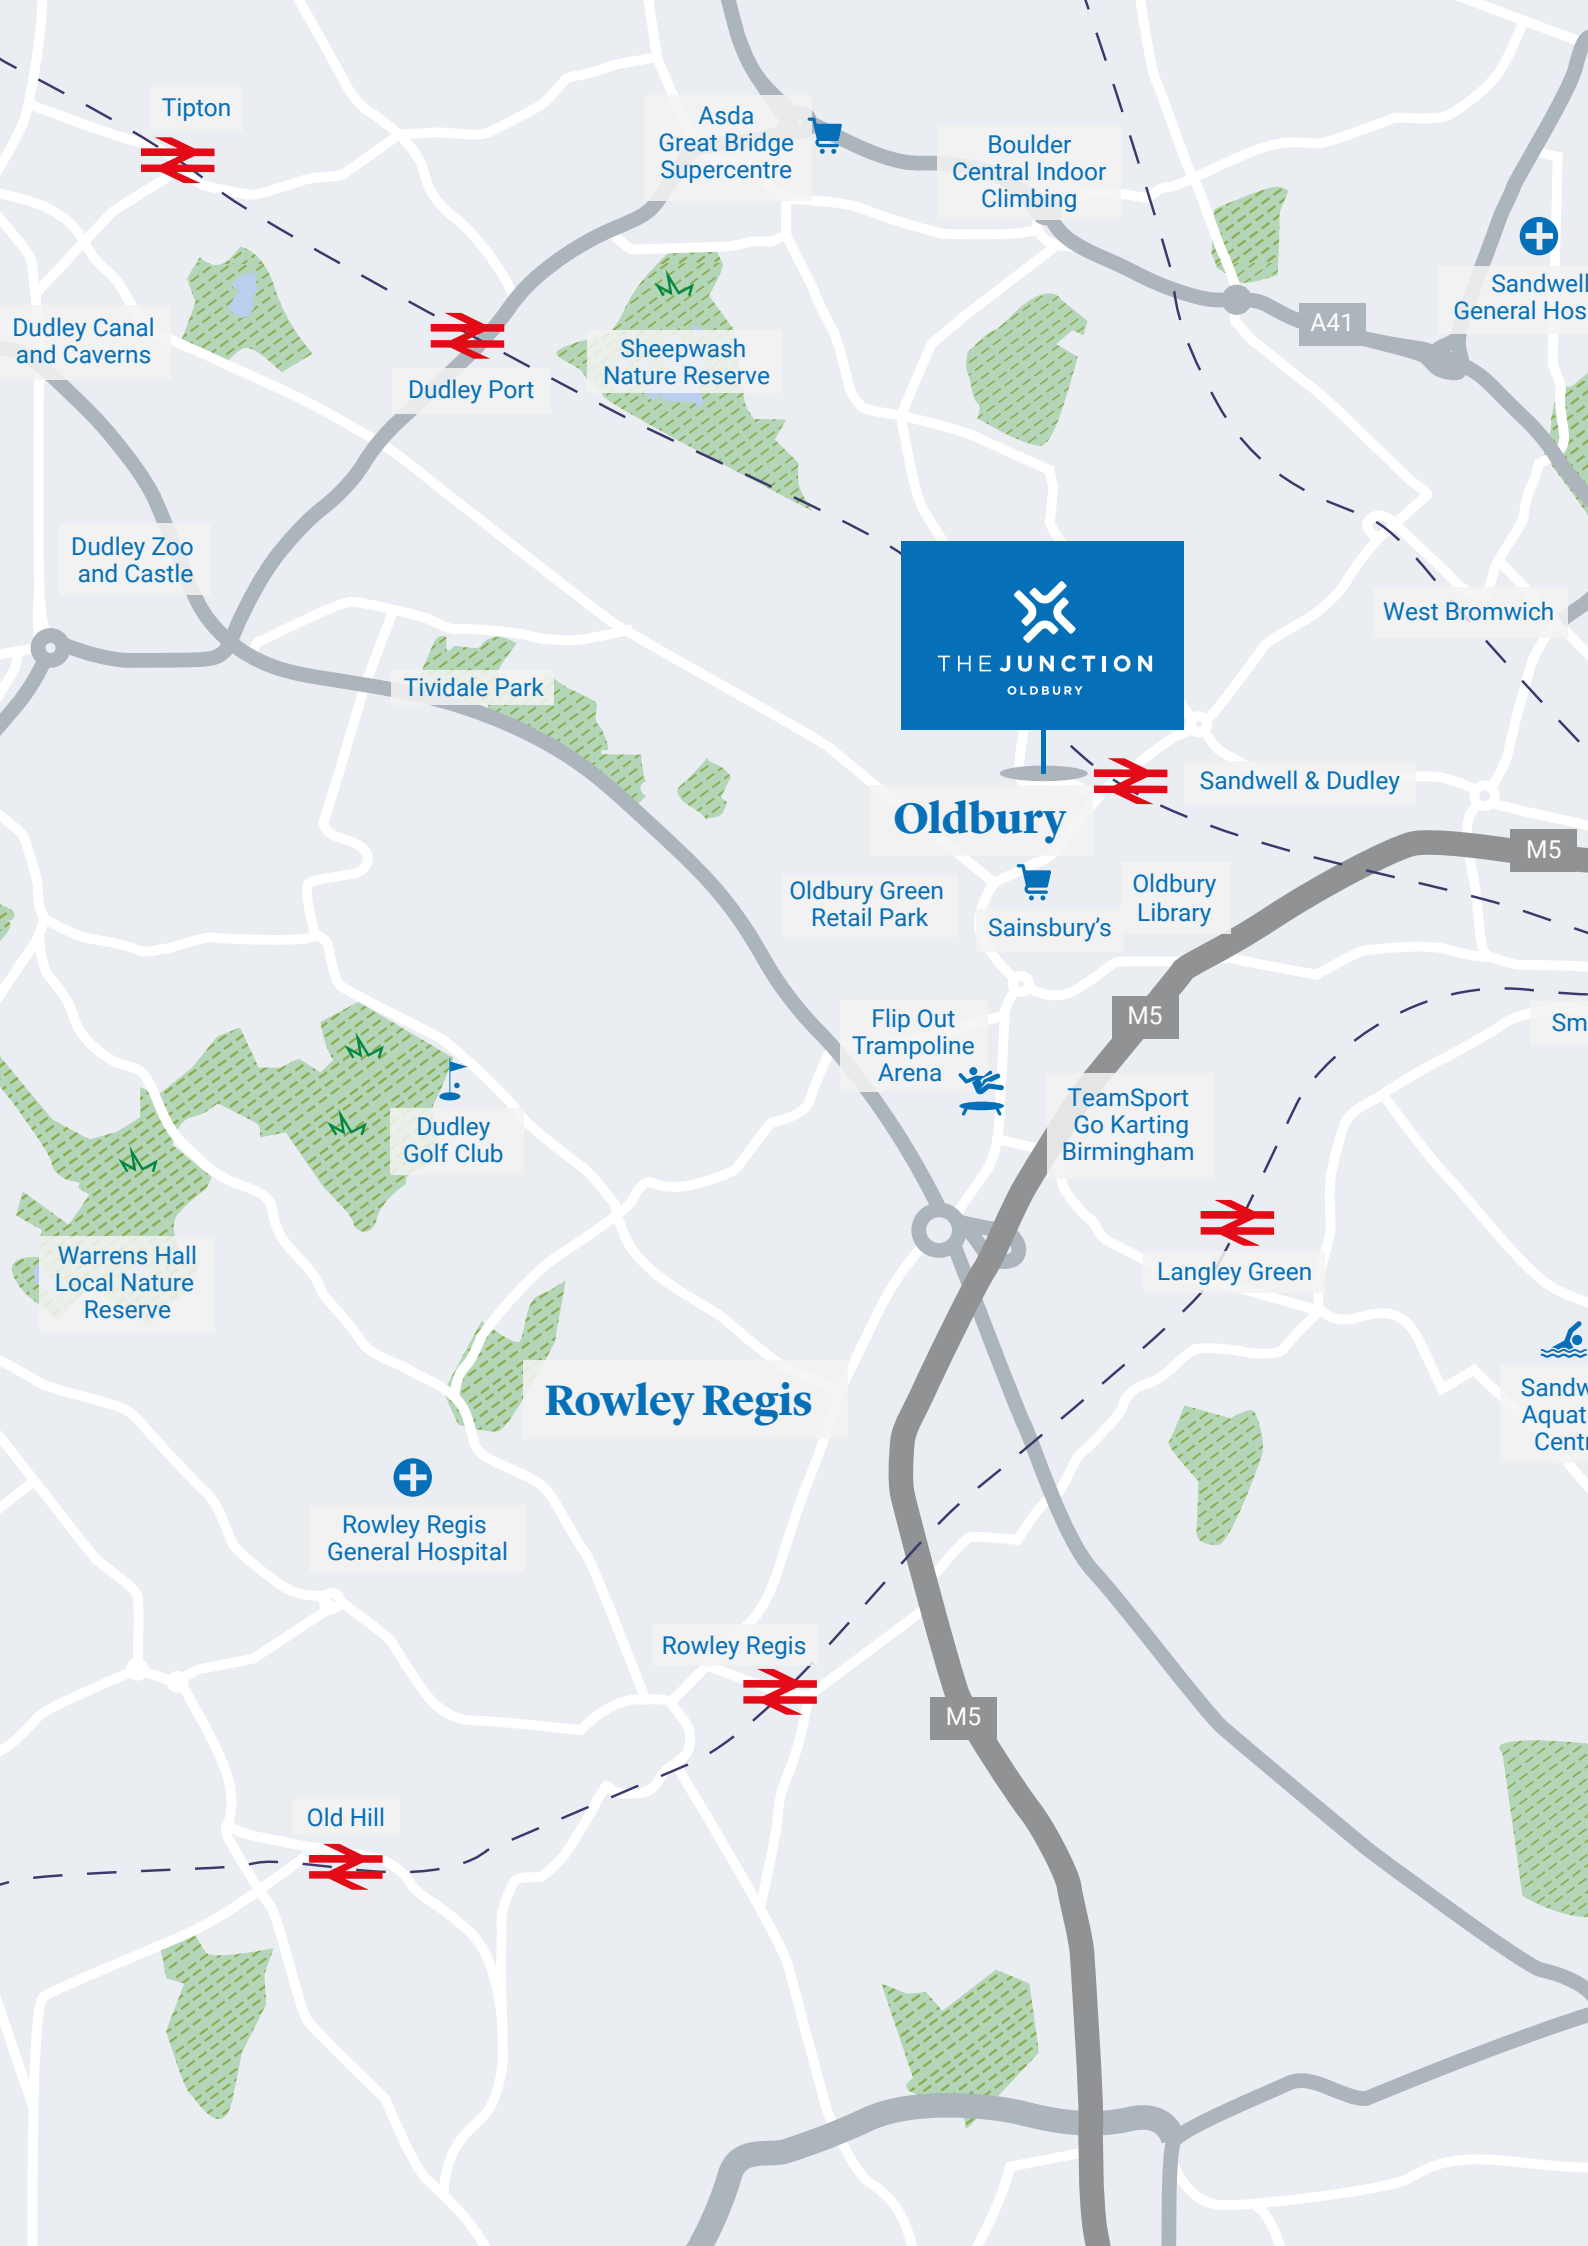 Tipton
Asda
Great Bridge
Supercentre
Boulder
Central Indoor
Climbing
Sandwell
General Hos
A41
Dudley Canal
and Caverns
Sheepwash
Nature Reserve
Dudley Port
Dudley Zoo
and Castle
West Bromwich
THE JUNCTION
OLDBURY
Tividale Park
Sandwell & Dudley
Oldbury
M5
Oldbury Green
Retail Park
Sainsbury's
Oldbury
Library
M5
Flip Out
Trampoline
Arena
Sm
TeamSport
Go Karting
Birmingham
Dudley
Golf Club
Warrens Hall
Local Nature
Reserve
Langley Green
Sandw
Aquat
Cent
Rowley Regis
Rowley Regis
General Hospital
Rowley Regis
M5
Old Hill